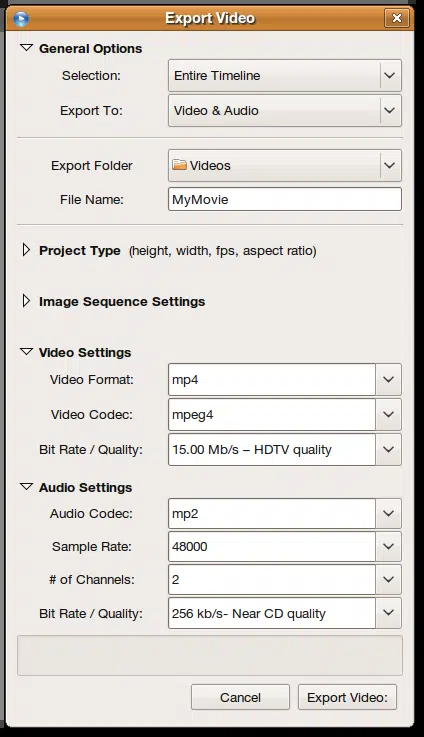 Export Video
General Options
Selection: Entire Timeline
Export To: Video & Audio
Export Folder Videos
File Name: MyMovie
Project Type (height, width, fps, aspect ratio)
Image Sequence Settings
Video Settings
Video Format: mp4
Video Codec: mpeg4
Bit Rate / Quality: 15.00 Mb/s – HDTV quality
Audio Settings
Audio Codec: mp2
Sample Rate: 48000
# of Channels: 2
Bit Rate / Quality: 256 kb/s- Near CD quality
Cancel Export Video: